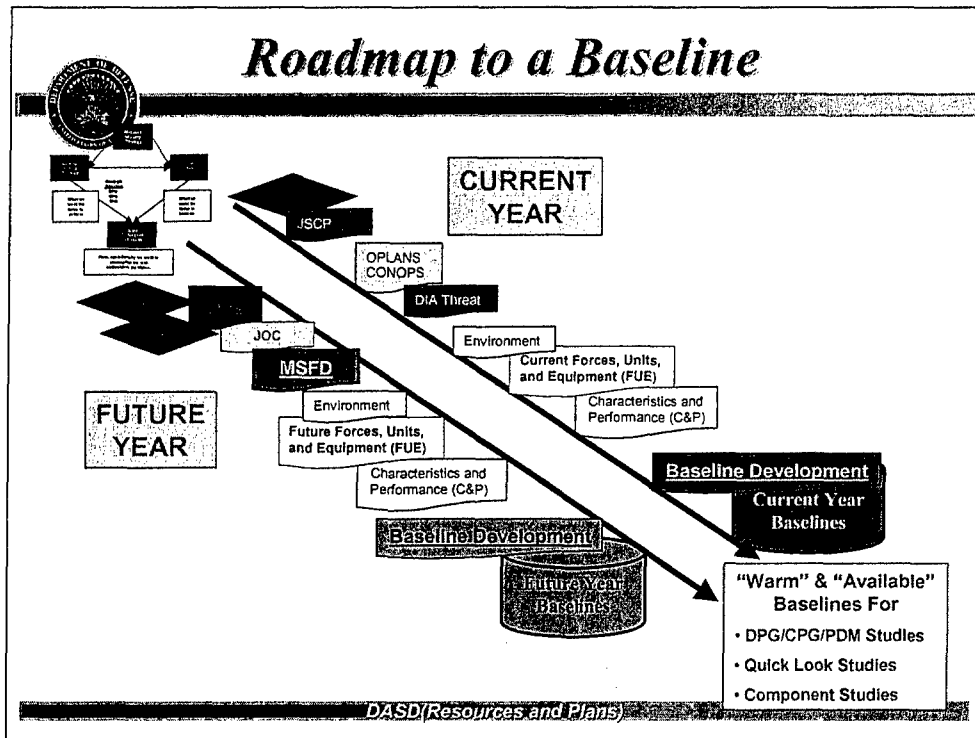 Roadmap to a Baseline
DEPARTMENT OF DEFENSE
CURRENT
YEAR
JSCP
OPLANS
CONOPS
DIA Threat
Environment
Current Forces, Units,
and Equipment (FUE)
Characteristics and
Performance (C&P)
Baseline Development
Current Year
Baselines
JOC
MSFD
FUTURE
YEAR
Environment
Future Forces, Units,
and Equipment (FUE)
Characteristics and
Performance (C&P)
Baseline Development
Future Year
Baselines
"Warm" & "Available"
Baselines For
• DPG/CPG/PDM Studies
• Quick Look Studies
• Component Studies
DASD(Resources and Plans)